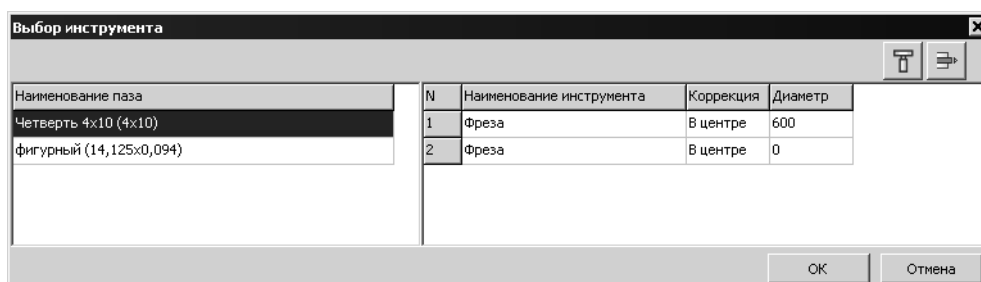 Выбор инструмента
Наименование паза
Четверть 4x10 (4x10)
фигурный (14,125x0,094)
N Наименование инструмента Коррекция Диаметр
1 Фреза В центре 600
2 Фреза В центре 0
OK Отмена